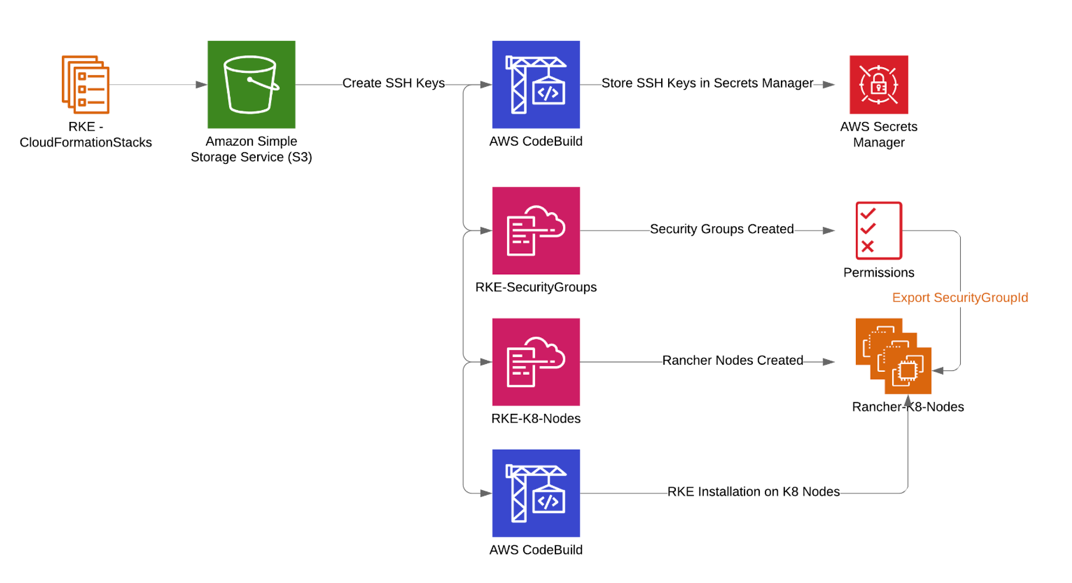 RKE -
CloudFormationStacks
Amazon Simple
Storage Service (S3)
Create SSH Keys
AWS CodeBuild
Store SSH Keys in Secrets Manager
AWS Secrets
Manager
RKE-SecurityGroups
Security Groups Created
Permissions
Export SecurityGroupId
RKE-K8-Nodes
Rancher Nodes Created
Rancher-K8-Nodes
AWS CodeBuild
RKE Installation on K8 Nodes